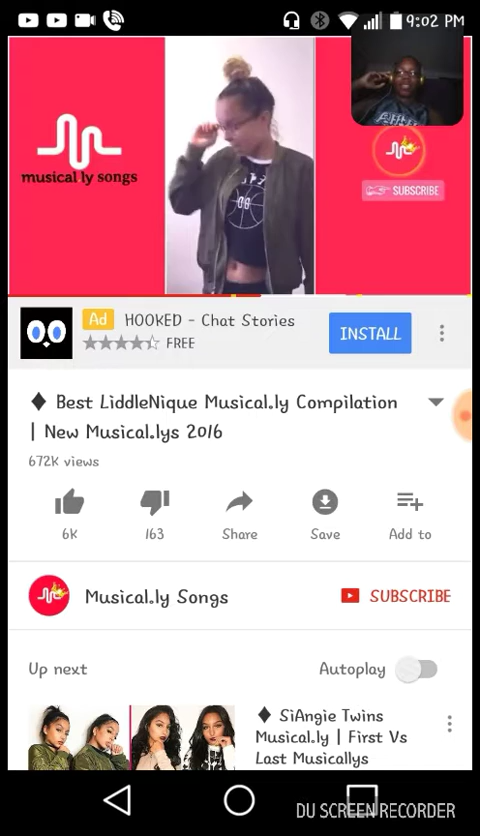 9:02 PM
musical.ly songs
SUBSCRIBE
Ad HOOKED - Chat Stories
FREE
INSTALL
♦ Best LiddleNique Musical.ly Compilation
| New Musical.lys 2016
672K views
6K 163 Share Save Add to
Musical.ly Songs SUBSCRIBE
Up next Autoplay
♦ SiAngie Twins
Musical.ly | First Vs
Last Musicallys
DU SCREEN RECORDER